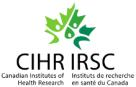 CIHR IRSC
Canadian Institutes of Instituts de recherche
Health Research en santé du Canada